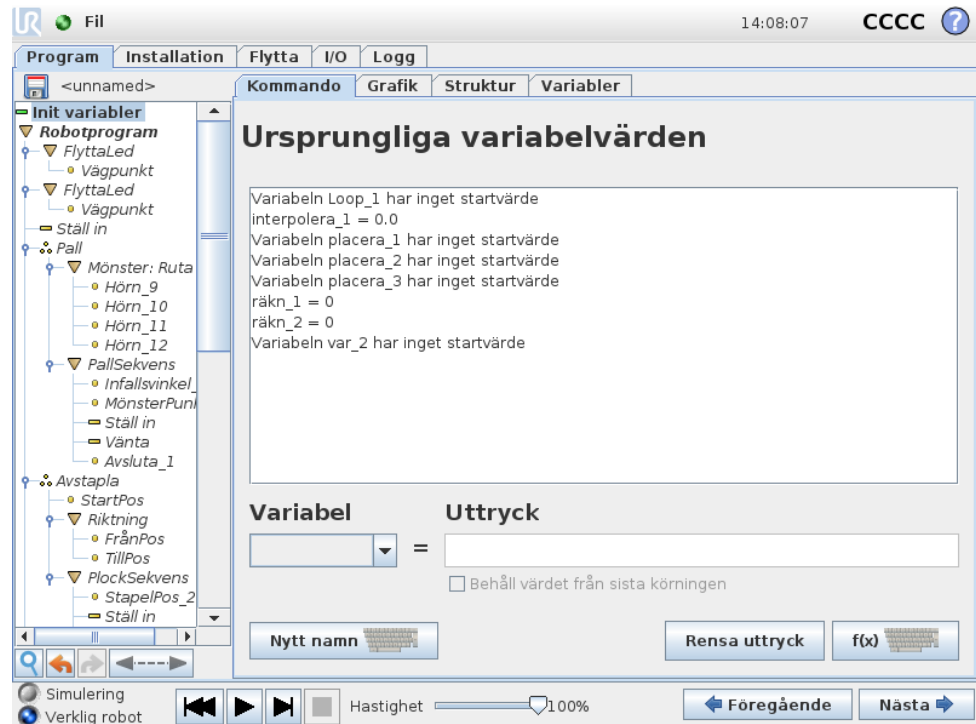 UR Fil 14:08:07 CCCC ?
Program Installation Flytta I/O Logg
<unnamed>
Kommando Grafik Struktur Variabler
Init variabler
Robotprogram
FlyttaLed
Vägpunkt
FlyttaLed
Vägpunkt
Ställ in
Pall
Mönster: Ruta
Hörn_9
Hörn_10
Hörn_11
Hörn_12
PallSekvens
Infallsvinkel_
MönsterPunk
Ställ in
Vänta
Avsluta_1
Avstapla
StartPos
Riktning
FrånPos
TillPos
PlockSekvens
StapelPos_2
Ställ in
Ursprungliga variabelvärden
Variabeln Loop_1 har inget startvärde
interpolera_1 = 0.0
Variabeln placera_1 har inget startvärde
Variabeln placera_2 har inget startvärde
Variabeln placera_3 har inget startvärde
räkn_1 = 0
räkn_2 = 0
Variabeln var_2 har inget startvärde
Variabel Uttryck
=
Behåll värdet från sista körningen
Nytt namn Rensa uttryck f(x)
Simulering
Verklig robot
Hastighet 100% Föregående Nästa